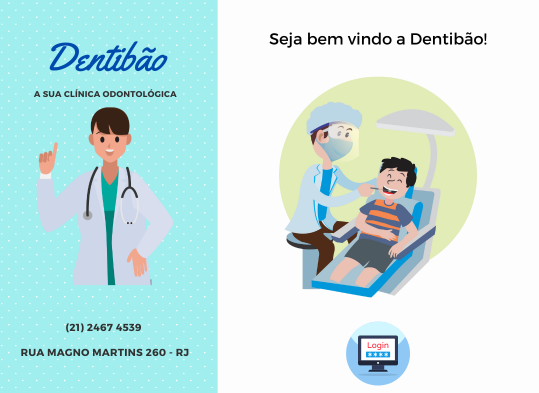 Dentibão
A SUA CLÍNICA ODONTOLÓGICA
(21) 2467 4539
RUA MAGNO MARTINS 260 - RJ
Seja bem vindo a Dentibão!
Login
****